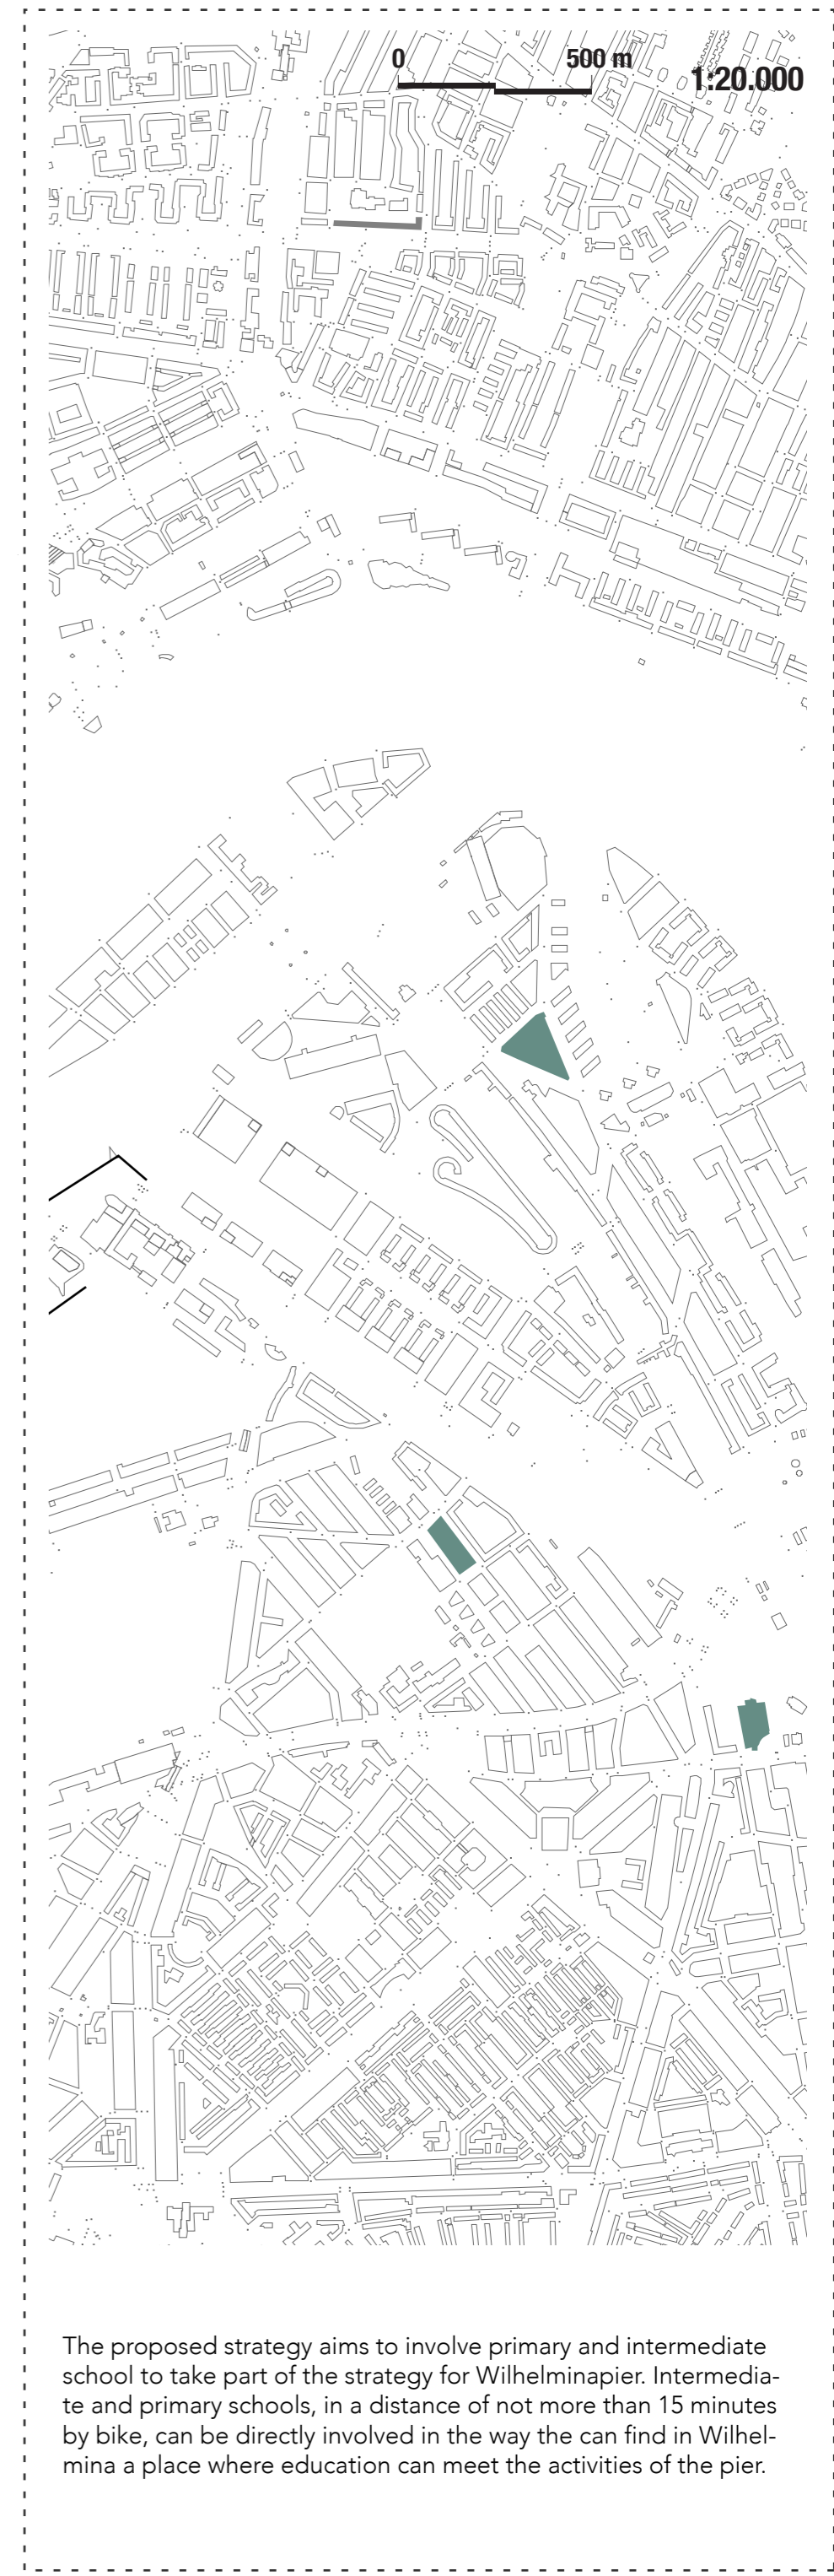 0 500 m 1:20.000
The proposed strategy aims to involve primary and intermediate
school to take part of the strategy for Wilhelminapier. Intermedia-
te and primary schools, in a distance of not more than 15 minutes
by bike, can be directly involved in the way the can find in Wilhel-
mina a place where education can meet the activities of the pier.